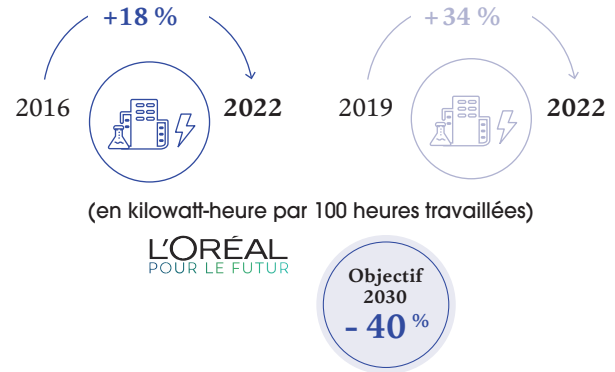 +18 %
+34 %
2016
2022
2019
2022
(en kilowatt-heure par 100 heures travaillées)
L'ORÉAL
POUR LE FUTUR
Objectif
2030
- 40 %